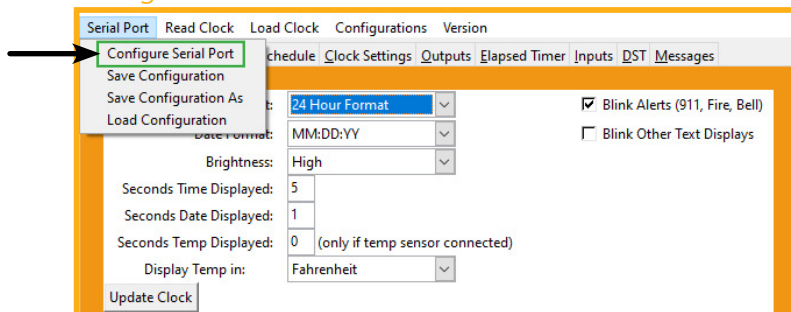 Serial Port Read Clock Load Clock Configurations Version
Configure Serial Port
Save Configuration
Save Configuration As
Load Configuration
Clock Settings Outputs Elapsed Timer Inputs DST Messages
24 Hour Format
Blink Alerts (911, Fire, Bell)
Date Format: MM:DD:YY
Blink Other Text Displays
Brightness: High
Seconds Time Displayed: 5
Seconds Date Displayed: 1
Seconds Temp Displayed: 0 (only if temp sensor connected)
Display Temp in: Fahrenheit
Update Clock